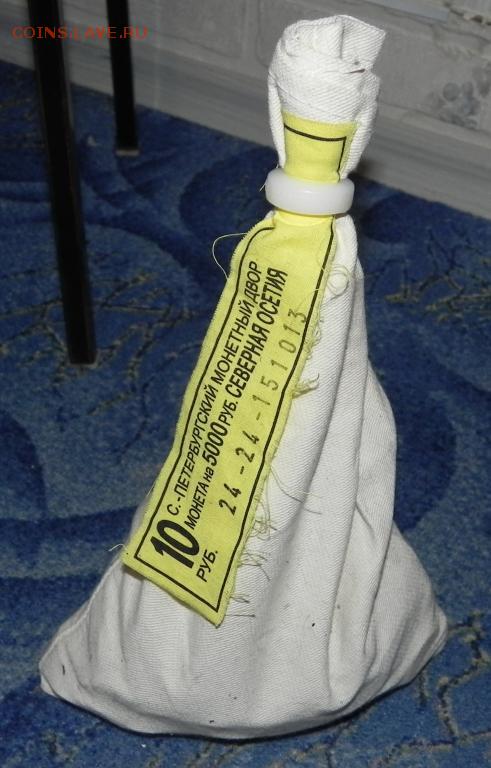 COINS.LAVE.RU
10 РУБ.
С.-ПЕТЕРБУРГСКИЙ МОНЕТНЫЙ ДВОР
МОНЕТА на 5000 РУБ. СЕВЕРНАЯ ОСЕТИЯ
24-24-151013